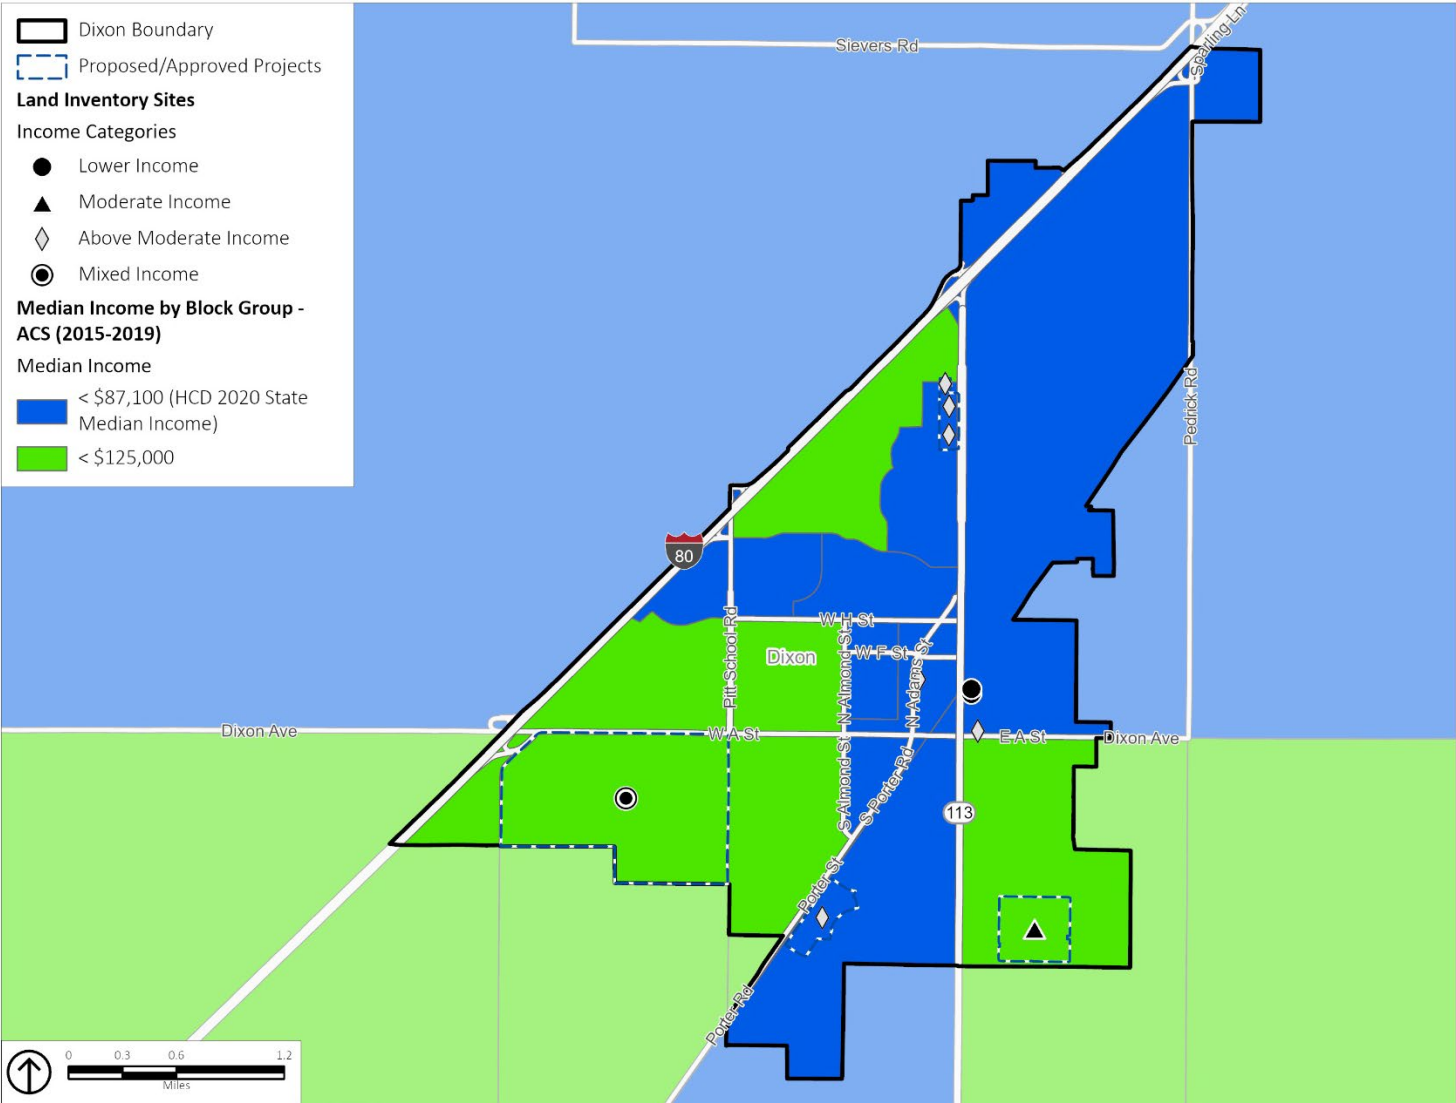 Dixon Boundary
Proposed/Approved Projects
Land Inventory Sites
Income Categories
Lower Income
Moderate Income
Above Moderate Income
Mixed Income
Median Income by Block Group -
ACS (2015-2019)
Median Income
< $87,100 (HCD 2020 State
Median Income)
< $125,000
Sievers Rd
Sparling Ln
Pedrick Rd
80
Pitt School Rd
W H St
Dixon
W F St
N Almond St
N Adams St
Dixon Ave
W A St
E A St
Dixon Ave
S Almond St
S Porter Rd
113
Porter St
Porter Rd
0 0.3 0.6 1.2
Miles